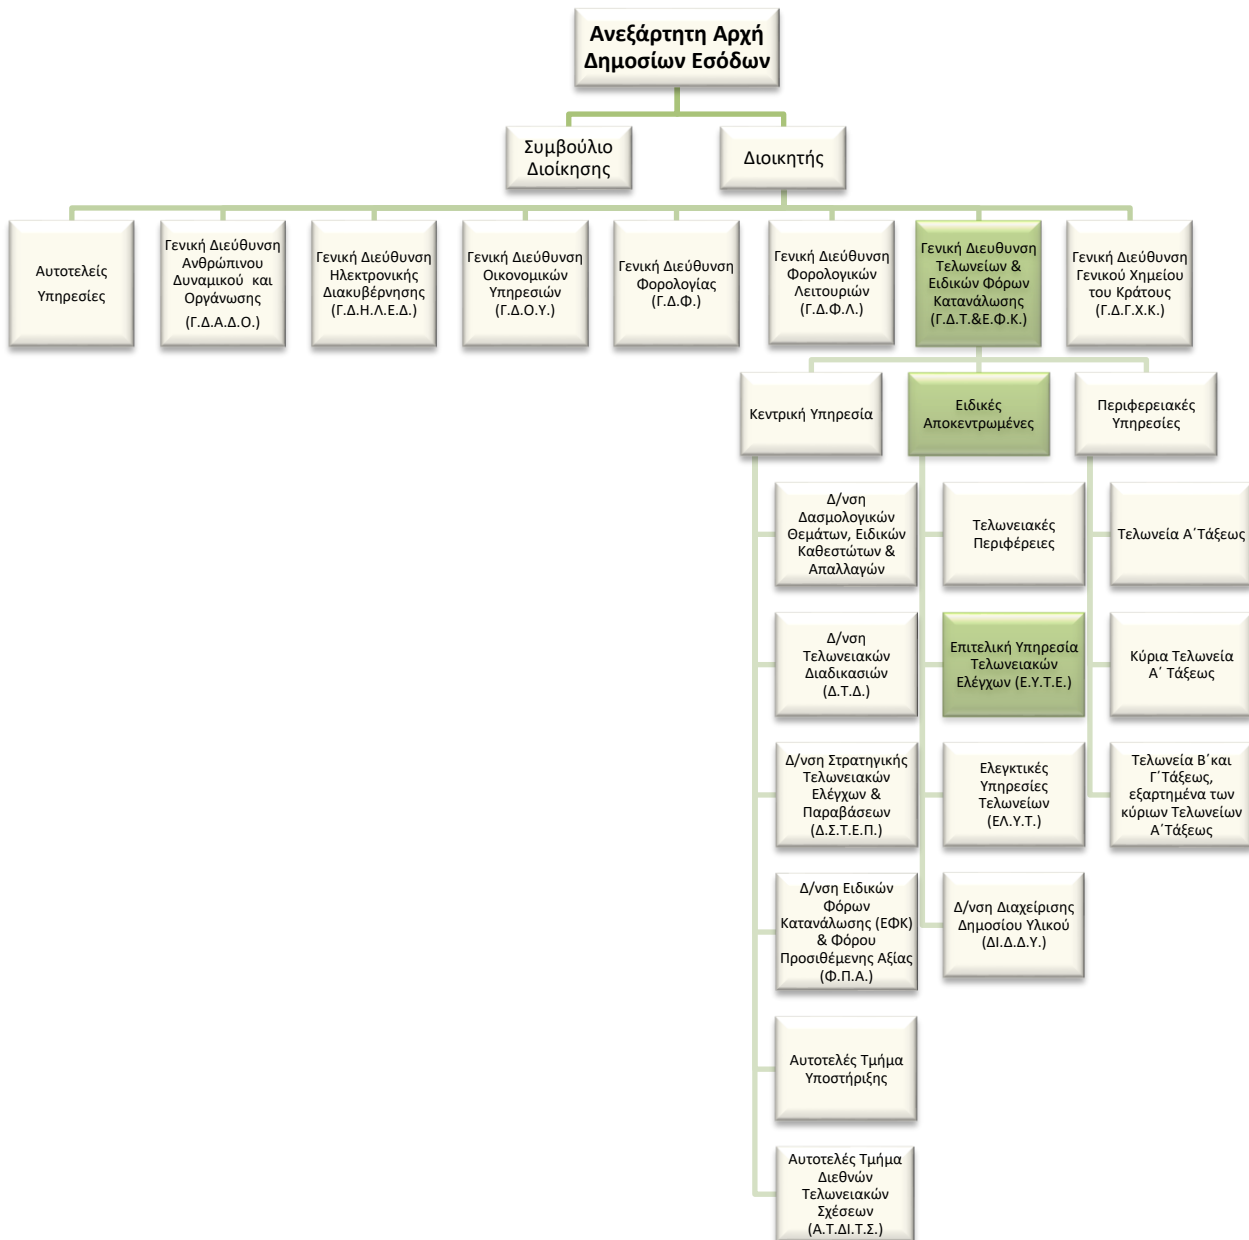 Ανεξάρτητη Αρχή
Δημοσίων Εσόδων
Συμβούλιο
Διοίκησης
Διοικητής
Αυτοτελείς
Υπηρεσίες
Γενική Διεύθυνση
Ανθρώπινου
Δυναμικού και
Οργάνωσης
(Γ.Δ.Α.Δ.Ο.)
Γενική Διεύθυνση
Ηλεκτρονικής
Διακυβέρνησης
(Γ.Δ.Η.Λ.Ε.Δ.)
Γενική Διεύθυνση
Οικονομικών
Υπηρεσιών
(Γ.Δ.Ο.Υ.)
Γενική Διεύθυνση
Φορολογίας
(Γ.Δ.Φ.)
Γενική Διεύθυνση
Φορολογικών
Λειτουριών
(Γ.Δ.Φ.Λ.)
Γενική Διευθυνση
Τελωνείων &
Ειδικών Φόρων
Κατανάλωσης
(Γ.Δ.Τ.&Ε.Φ.Κ.)
Γενική Διεύθυνση
Γενικού Χημείου
του Κράτους
(Γ.Δ.Γ.Χ.Κ.)
Κεντρική Υπηρεσία
Ειδικές
Αποκεντρωμένες
Περιφερειακές
Υπηρεσίες
Δ/νση
Δασμολογικών
Θεμάτων, Ειδικών
Καθεστώτων &
Απαλλαγών
Τελωνειακές
Περιφέρειες
Τελωνεία Α΄Τάξεως
Δ/νση
Τελωνειακών
Διαδικασιών
(Δ.Τ.Δ.)
Επιτελική Υπηρεσία
Τελωνειακών
Ελέγχων (Ε.Υ.Τ.Ε.)
Κύρια Τελωνεία
Α΄ Τάξεως
Δ/νση Στρατηγικής
Τελωνειακών
Ελέγχων &
Παραβάσεων
(Δ.Σ.Τ.Ε.Π.)
Ελεγκτικές
Υπηρεσίες
Τελωνείων
(ΕΛ.Υ.Τ.)
Τελωνεία Β΄και
Γ΄Τάξεως,
εξαρτημένα των
κύριων Τελωνείων
Α΄Τάξεως
Δ/νση Ειδικών
Φόρων
Κατανάλωσης (ΕΦΚ)
& Φόρου
Προσιθέμενης Αξίας
(Φ.Π.Α.)
Δ/νση Διαχείρισης
Δημοσίου Υλικού
(ΔΙ.Δ.Δ.Υ.)
Αυτοτελές Τμήμα
Υποστήριξης
Αυτοτελές Τμήμα
Διεθνών
Τελωνειακών
Σχέσεων
(Α.Τ.ΔΙ.Τ.Σ.)